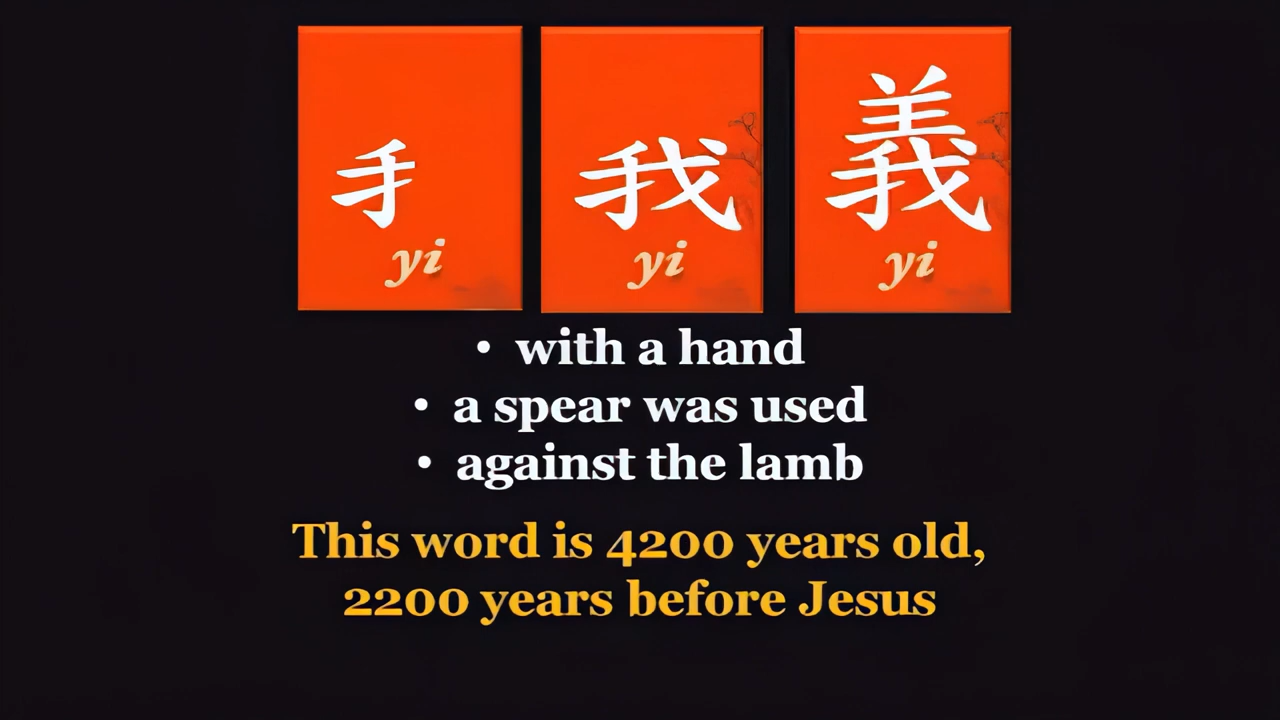 手 我 義
yi yi yi
• with a hand
• a spear was used
• against the lamb
This word is 4200 years old,
2200 years before Jesus